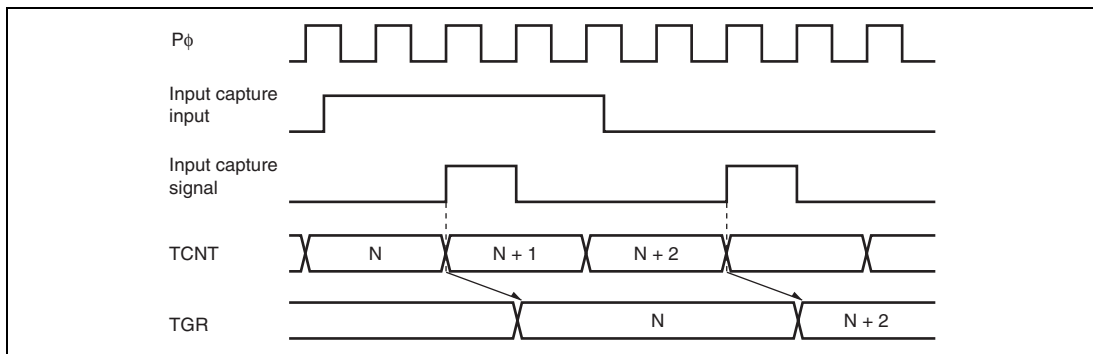 Pϕ
Input capture
input
Input capture
signal
TCNT
N
N + 1
N + 2
TGR
N
N + 2